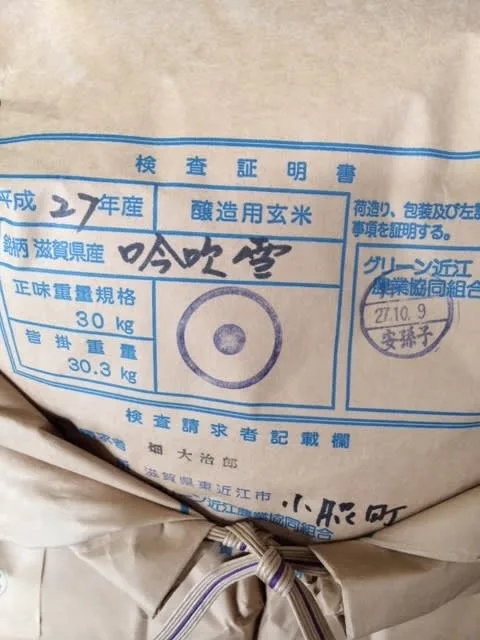 検査証明書
平成 27年産
醸造用玄米
荷造り、包装及び左記
事項を証明する。
銘柄 滋賀県産 吟吹雪
グリーン近江
農業協同組合
27.10.9
安孫子
正味重量規格
30 kg
皆掛重量
30.3 kg
検査請求者記載欄
畑 大治郎
滋賀県東近江市 小脇町
ーン近江農業協同組合